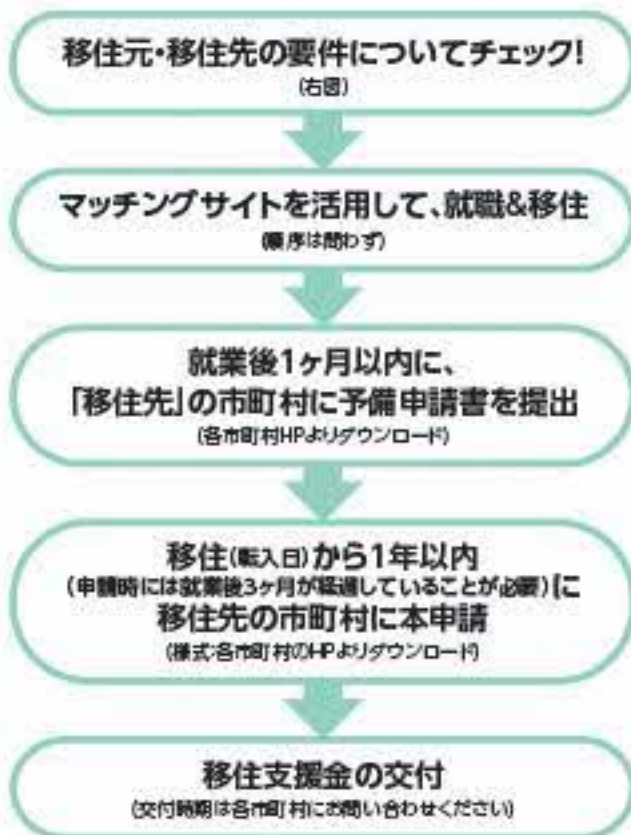 移住元・移住先の要件についてチェック!
(右図)
マッチングサイトを活用して、就職&移住
(順序は問わず)
就業後1ヶ月以内に、
「移住先」の市町村に予備申請書を提出
(各市町村HPよりダウンロード)
移住(転入日)から1年以内
(申請時には就業後3ヶ月が経過していることが必要)に
移住先の市町村に本申請
(様式:各市町村のHPよりダウンロード)
移住支援金の交付
(交付時期は各市町村にお問い合わせください)